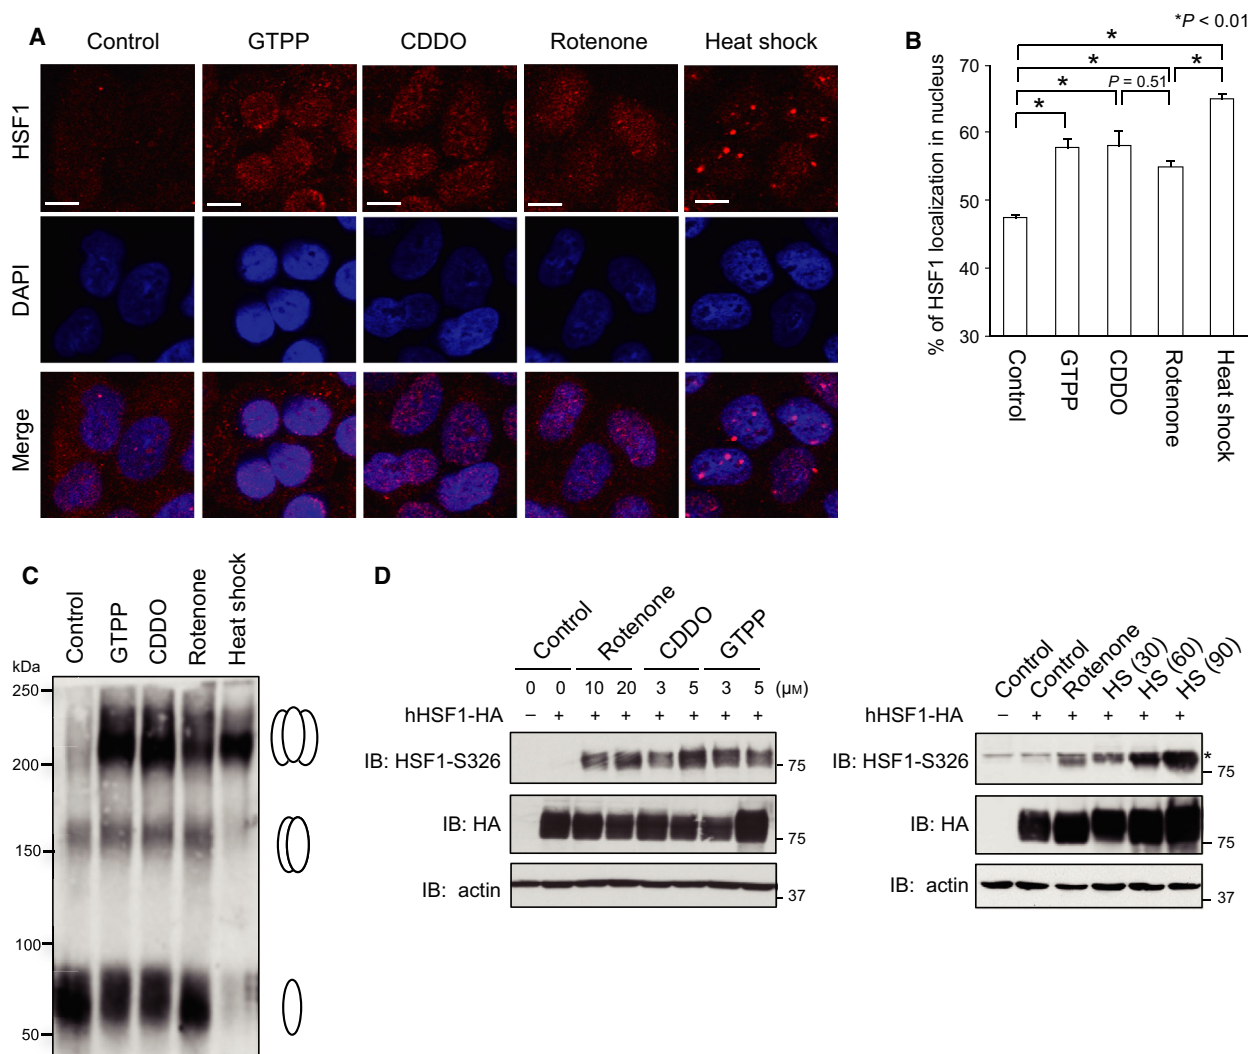 A
Control GTPP CDDO Rotenone Heat shock
HSF1
DAPI
Merge
B
*P < 0.01
* * * P = 0.51 * *
% of HSF1 localization in nucleus
70
60
50
40
30
Control GTPP CDDO Rotenone Heat shock
C
Control GTPP CDDO Rotenone Heat shock
kDa
250
200
150
100
50
D
Control Rotenone CDDO GTPP
0 0 10 20 3 5 3 5 (μM)
hHSF1-HA − + + + + + + +
IB: HSF1-S326 75
IB: HA 75
IB: actin 37
Control Control Rotenone HS (30) HS (60) HS (90)
hHSF1-HA − + + + + +
IB: HSF1-S326 * 75
IB: HA 75
IB: actin 37